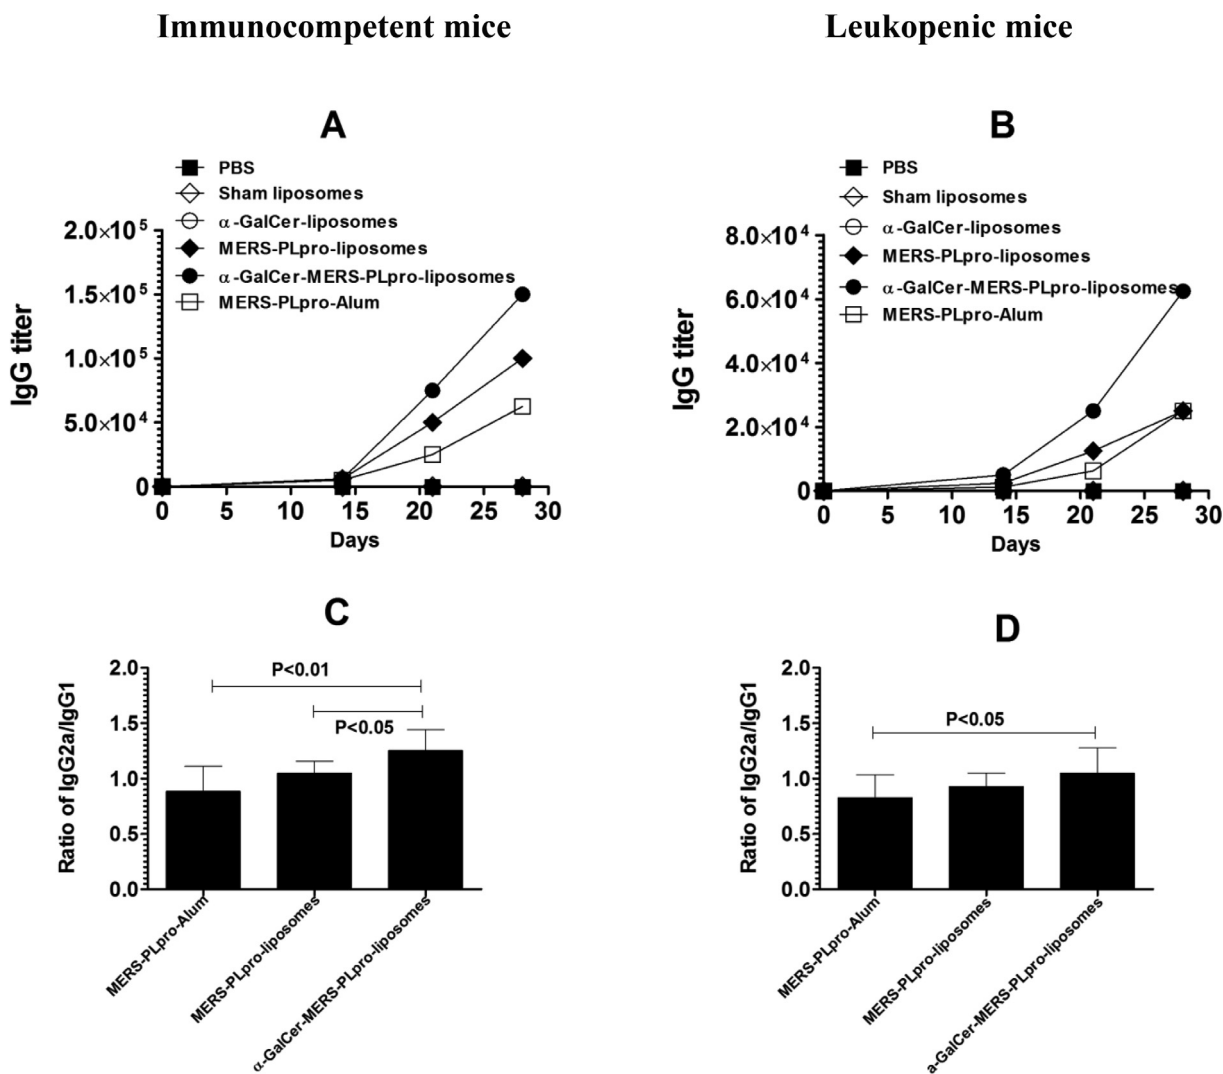 Immunocompetent mice
Leukopenic mice
A
PBS
Sham liposomes
α-GalCer-liposomes
MERS-PLpro-liposomes
α-GalCer-MERS-PLpro-liposomes
MERS-PLpro-Alum
IgG titer
2.0×10⁵
1.5×10⁵
1.0×10⁵
5.0×10⁴
0
0 5 10 15 20 25 30
Days
B
PBS
Sham liposomes
α-GalCer-liposomes
MERS-PLpro-liposomes
α-GalCer-MERS-PLpro-liposomes
MERS-PLpro-Alum
IgG titer
8.0×10⁴
6.0×10⁴
4.0×10⁴
2.0×10⁴
0
0 5 10 15 20 25 30
Days
C
Ratio of IgG2a/IgG1
2.0
1.5
1.0
0.5
0.0
P<0.01
P<0.05
MERS-PLpro-Alum
MERS-PLpro-liposomes
α-GalCer-MERS-PLpro-liposomes
D
Ratio of IgG2a/IgG1
2.0
1.5
1.0
0.5
0.0
P<0.05
MERS-PLpro-Alum
MERS-PLpro-liposomes
a-GalCer-MERS-PLpro-liposomes